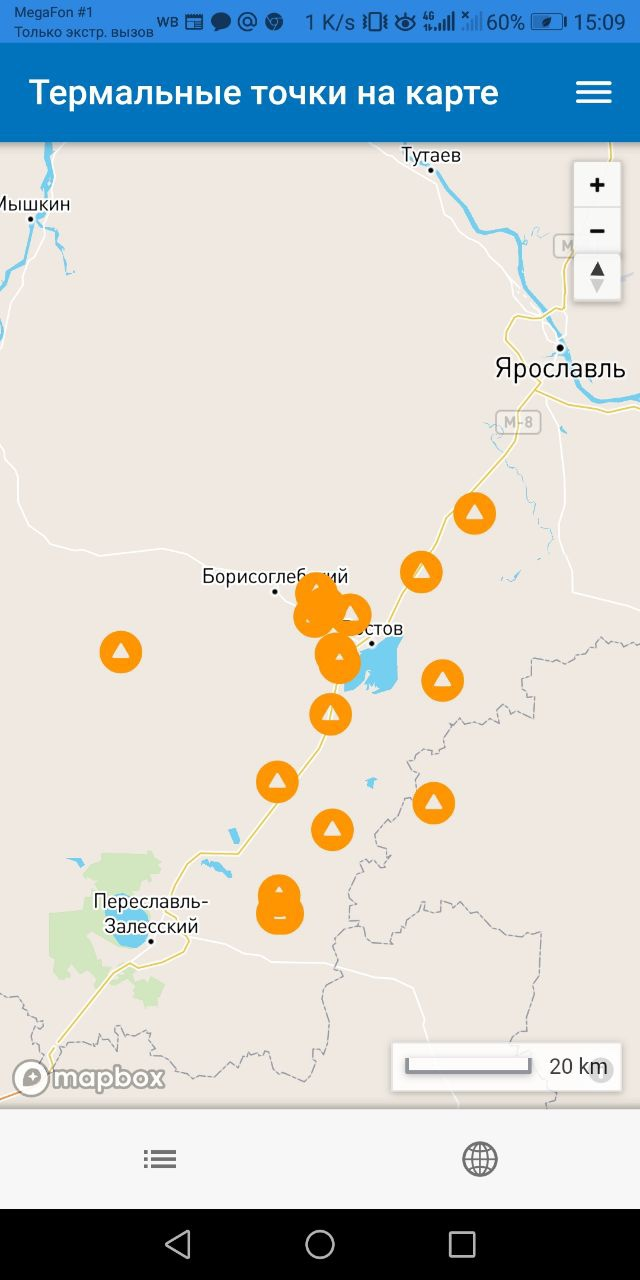 MegaFon #1
Только экстр. вызов
WB
1 K/s
4G
60%
15:09
Термальные точки на карте
Тутаев
Мышкин
+
−
Ярославль
М-8
Переславль-
Залесский
20 km
mapbox